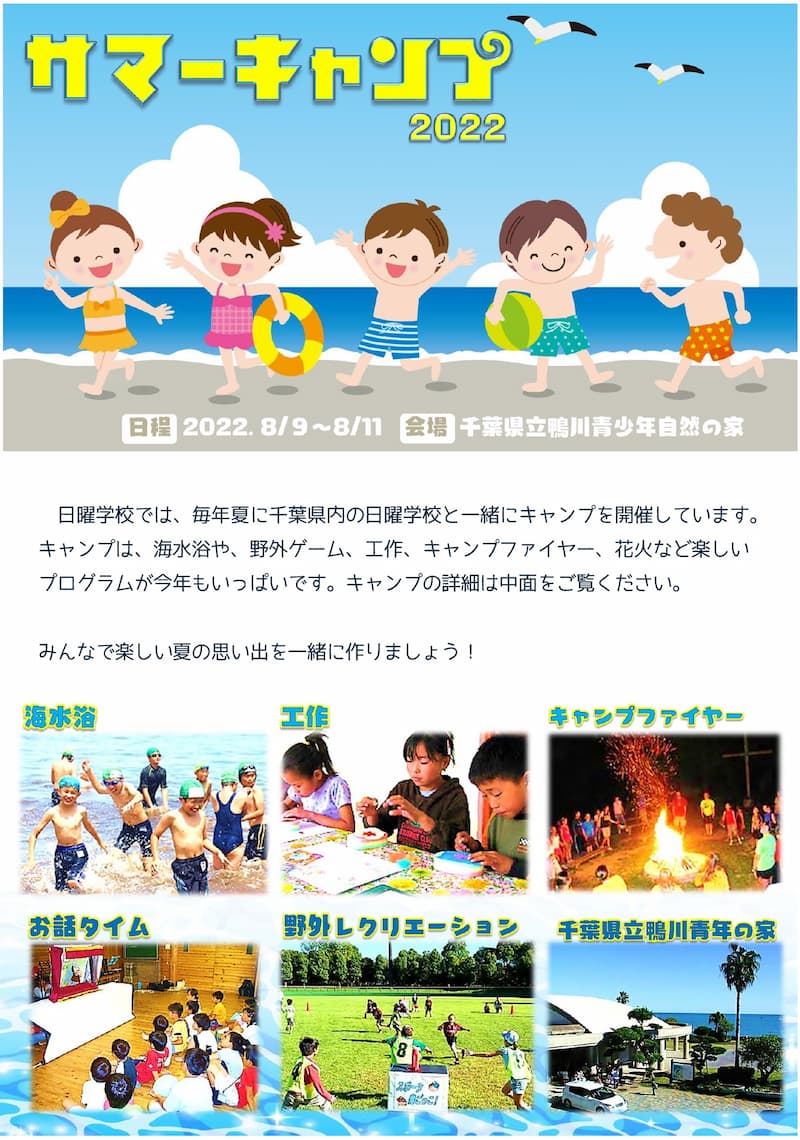 サマーキャンプ
2022
日程 2022. 8/9～8/11 会場 千葉県立鴨川青少年自然の家
日曜学校では、毎年夏に千葉県内の日曜学校と一緒にキャンプを開催しています。
キャンプは、海水浴や、野外ゲーム、工作、キャンプファイヤー、花火など楽しい
プログラムが今年もいっぱいです。キャンプの詳細は中面をご覧ください。
みんなで楽しい夏の思い出を一緒に作りましょう！
海水浴 工作 キャンプファイヤー
お話タイム 野外レクリエーション 千葉県立鴨川青年の家
8